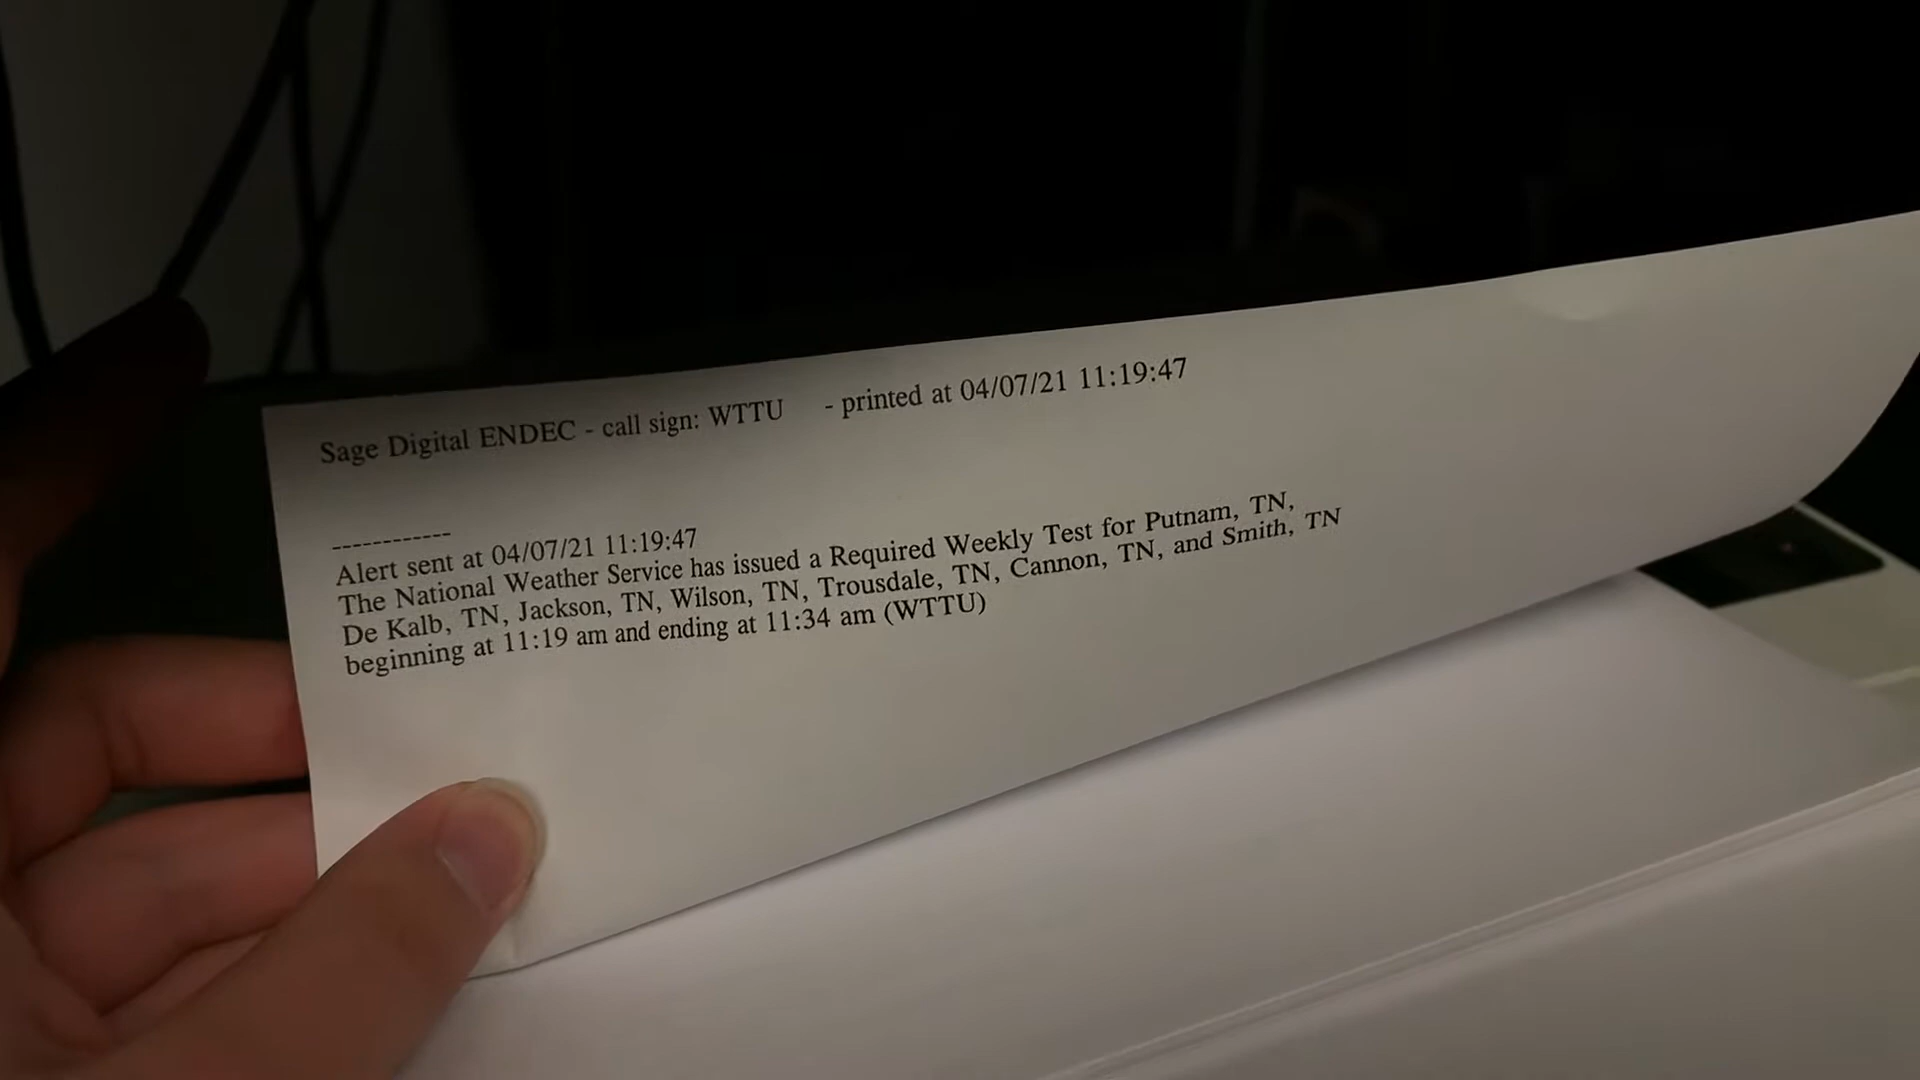 Sage Digital ENDEC - call sign: WTTU - printed at 04/07/21 11:19:47
------------
Alert sent at 04/07/21 11:19:47
The National Weather Service has issued a Required Weekly Test for Putnam, TN,
De Kalb, TN, Jackson, TN, Wilson, TN, Trousdale, TN, Cannon, TN, and Smith, TN
beginning at 11:19 am and ending at 11:34 am (WTTU)